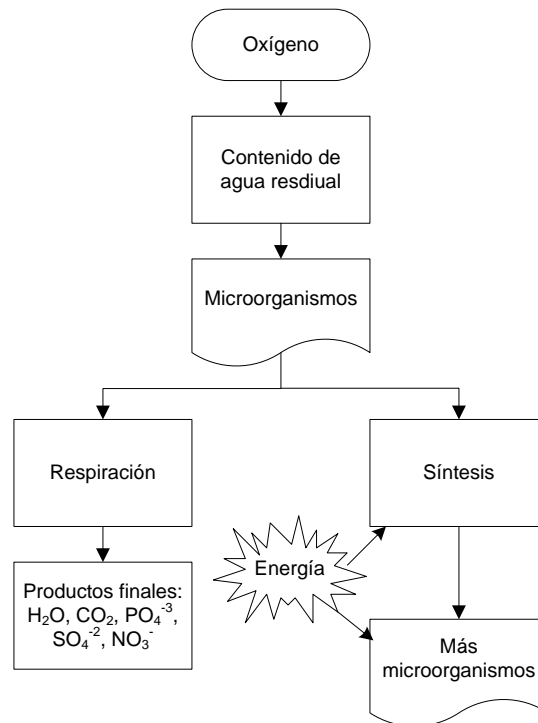 Oxígeno
Contenido de
agua resdiual
Microorganismos
Respiración
Síntesis
Energía
Productos finales:
H₂O, CO₂, PO₄⁻³,
SO₄⁻², NO₃⁻
Más
microorganismos